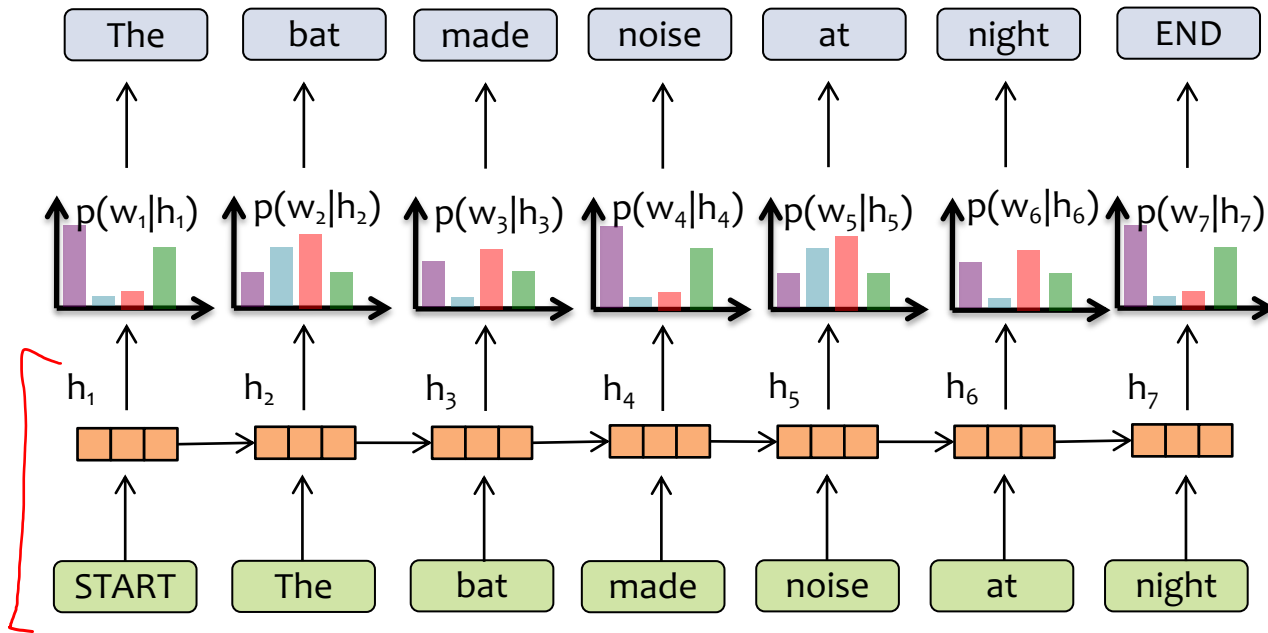 The bat made noise at night END
p(w₁|h₁) p(w₂|h₂) p(w₃|h₃) p(w₄|h₄) p(w₅|h₅) p(w₆|h₆) p(w₇|h₇)
h₁ h₂ h₃ h₄ h₅ h₆ h₇
START The bat made noise at night